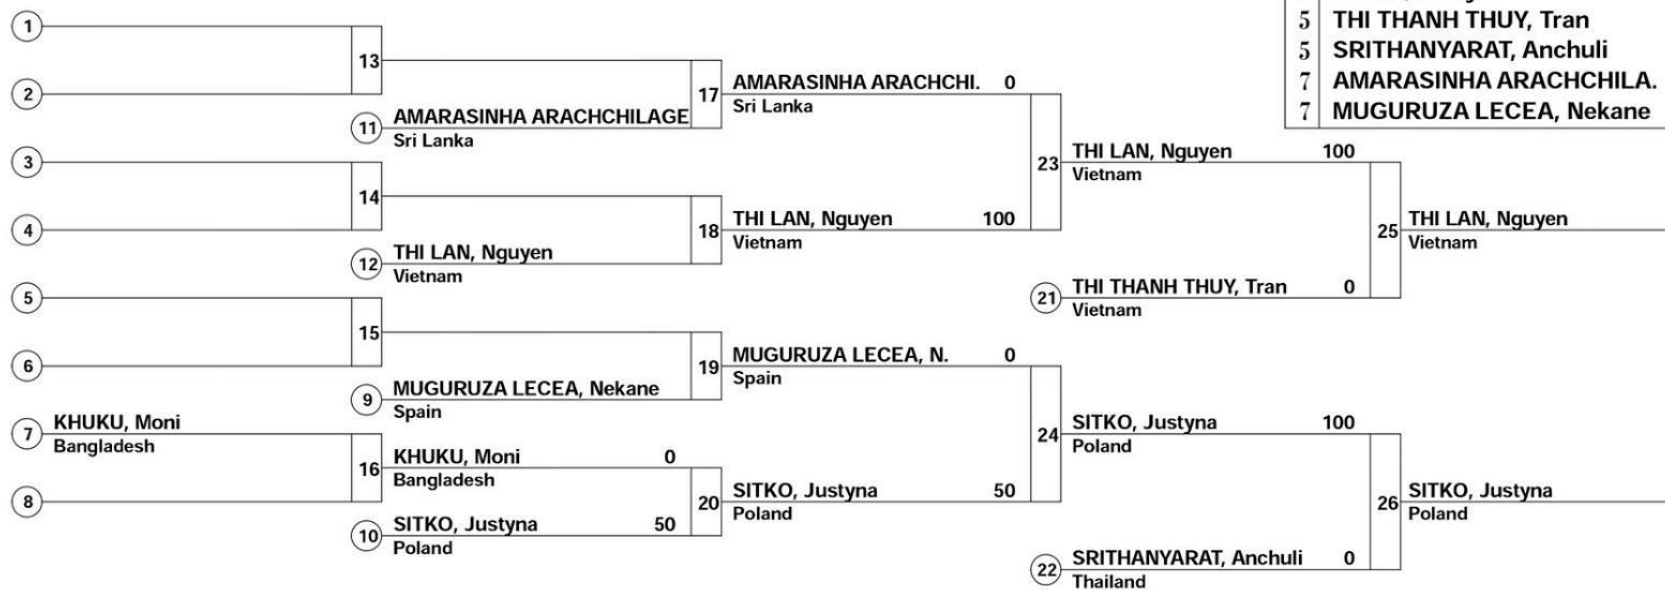 5 THI THANH THUY, Tran
5 SRITHANYARAT, Anchuli
7 AMARASINHA ARACHCHILA.
7 MUGURUZA LECEA, Nekane
1
13
2
11 AMARASINHA ARACHCHILAGE
Sri Lanka
17 AMARASINHA ARACHCHI. 0
Sri Lanka
3
14
4
12 THI LAN, Nguyen
Vietnam
18 THI LAN, Nguyen 100
Vietnam
23 THI LAN, Nguyen 100
Vietnam
21 THI THANH THUY, Tran 0
Vietnam
25 THI LAN, Nguyen
Vietnam
5
15
6
9 MUGURUZA LECEA, Nekane
Spain
19 MUGURUZA LECEA, N. 0
Spain
7 KHUKU, Moni
Bangladesh
8
16 KHUKU, Moni 0
Bangladesh
10 SITKO, Justyna 50
Poland
20 SITKO, Justyna 50
Poland
24 SITKO, Justyna 100
Poland
22 SRITHANYARAT, Anchuli 0
Thailand
26 SITKO, Justyna
Poland